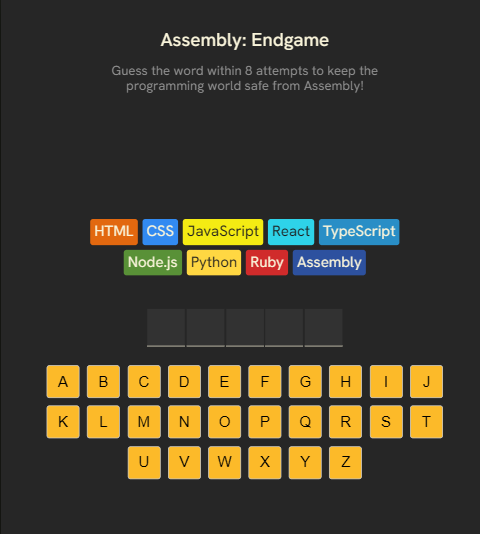 Assembly: Endgame
Guess the word within 8 attempts to keep the
programming world safe from Assembly!
HTML CSS JavaScript React TypeScript
Node.js Python Ruby Assembly
A B C D E F G H I J
K L M N O P Q R S T
U V W X Y Z